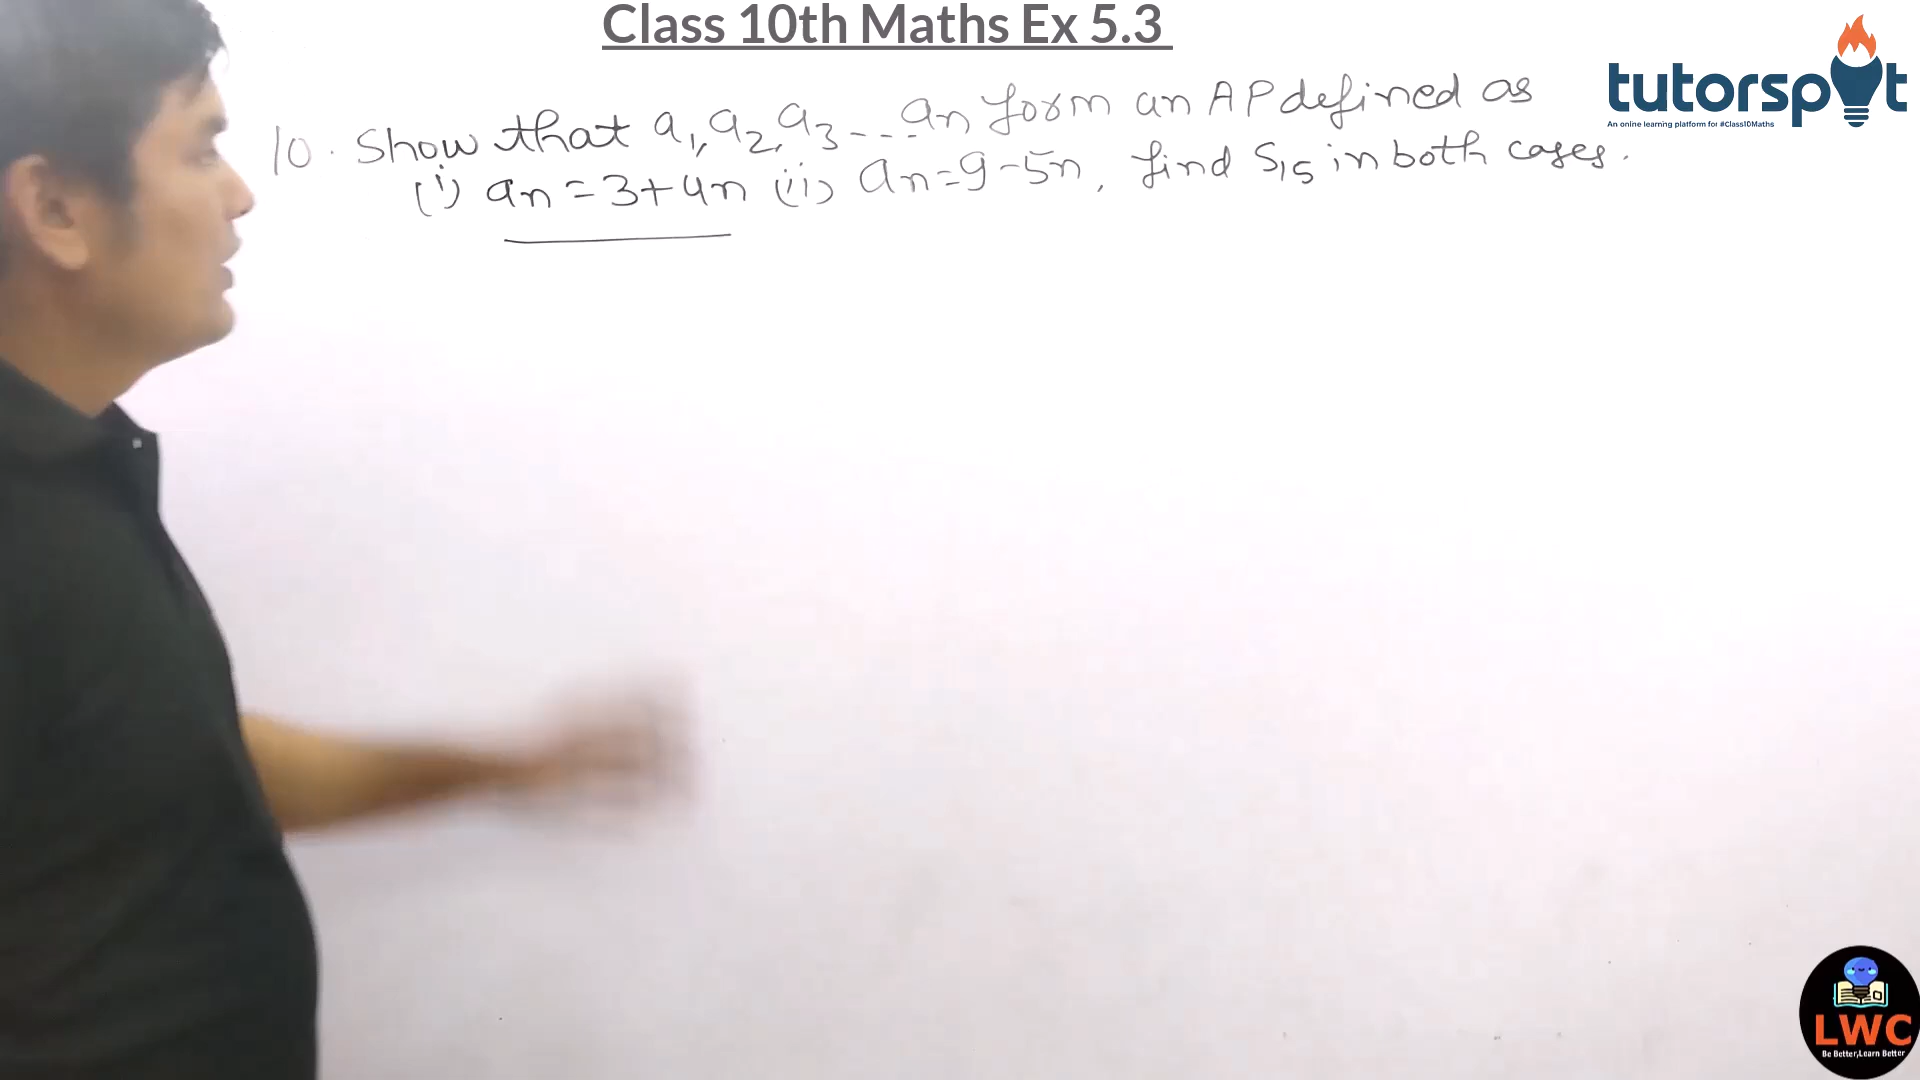 Class 10th Maths Ex 5.3
tutorspot
An online learning platform for #Class10Maths
10. Show that a1, a2, a3 --- an form an AP defined as
(i) an = 3+4n (ii) an = 9-5n, find S15 in both cases.
LWC
Be Better,Learn Better